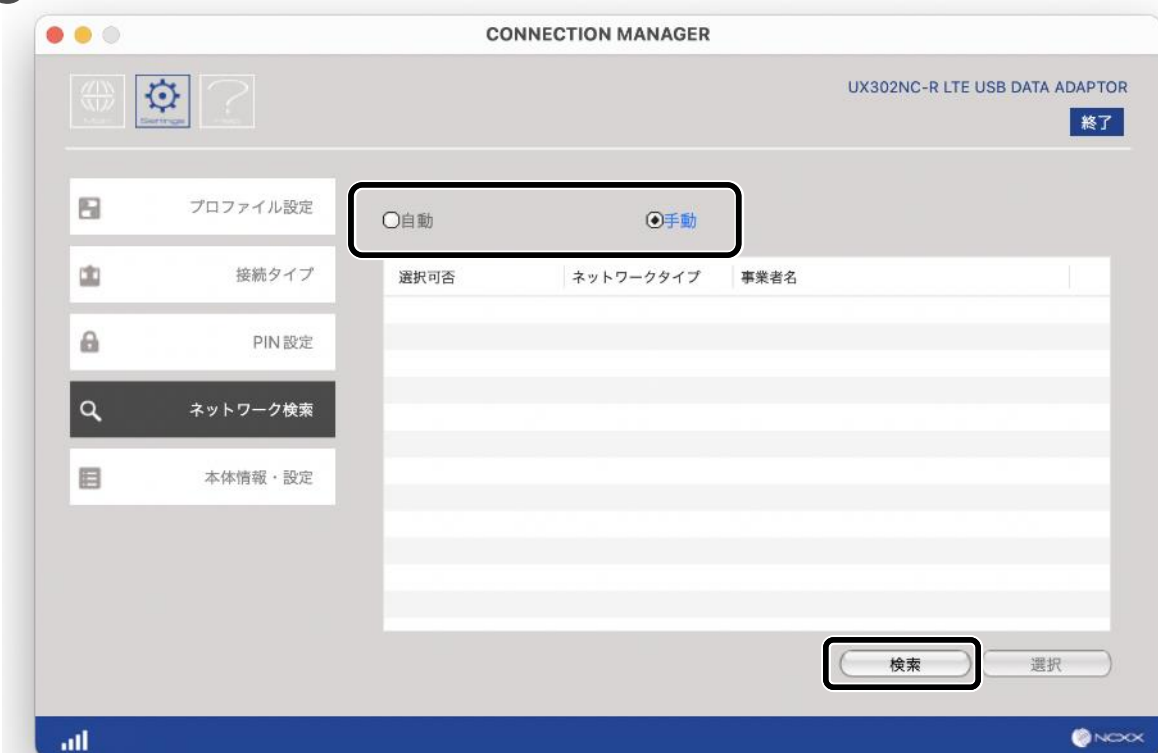 CONNECTION MANAGER
Settings
UX302NC-R LTE USB DATA ADAPTOR
終了
プロファイル設定
接続タイプ
PIN 設定
ネットワーク検索
本体情報・設定
自動 手動
選択可否 ネットワークタイプ 事業者名
検索 選択
NCXX